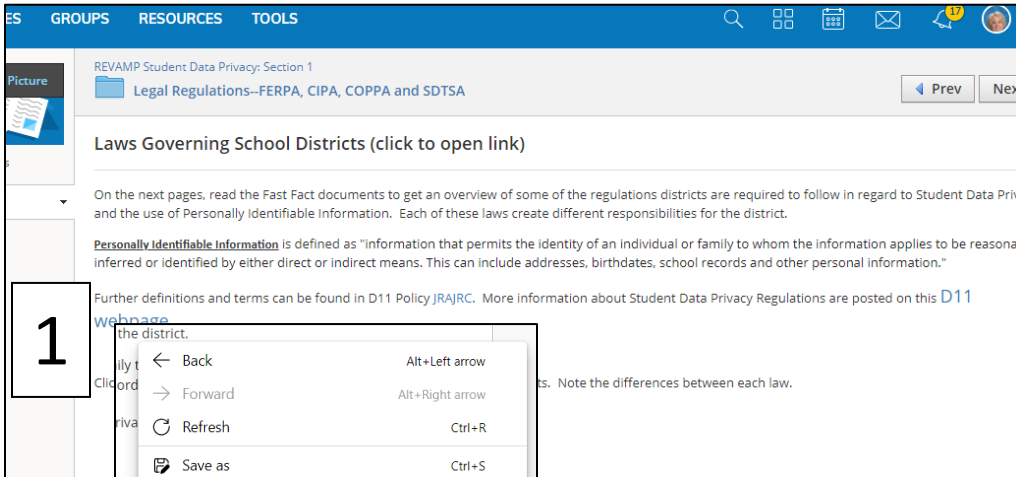 ES GROUPS RESOURCES TOOLS 17
REVAMP Student Data Privacy: Section 1
Picture
Legal Regulations--FERPA, CIPA, COPPA and SDTSA
Prev Nex
Laws Governing School Districts (click to open link)
s
On the next pages, read the Fast Fact documents to get an overview of some of the regulations districts are required to follow in regard to Student Data Priv
and the use of Personally Identifiable Information. Each of these laws create different responsibilities for the district.
Personally Identifiable Information is defined as "information that permits the identity of an individual or family to whom the information applies to be reasona
inferred or identified by either direct or indirect means. This can include addresses, birthdates, school records and other personal information."
Further definitions and terms can be found in D11 Policy JRAJRC. More information about Student Data Privacy Regulations are posted on this D11
webpage
1
the district.
ily t
Back Alt+Left arrow
Clic ord ts. Note the differences between each law.
Forward Alt+Right arrow
riva
Refresh Ctrl+R
Save as Ctrl+S